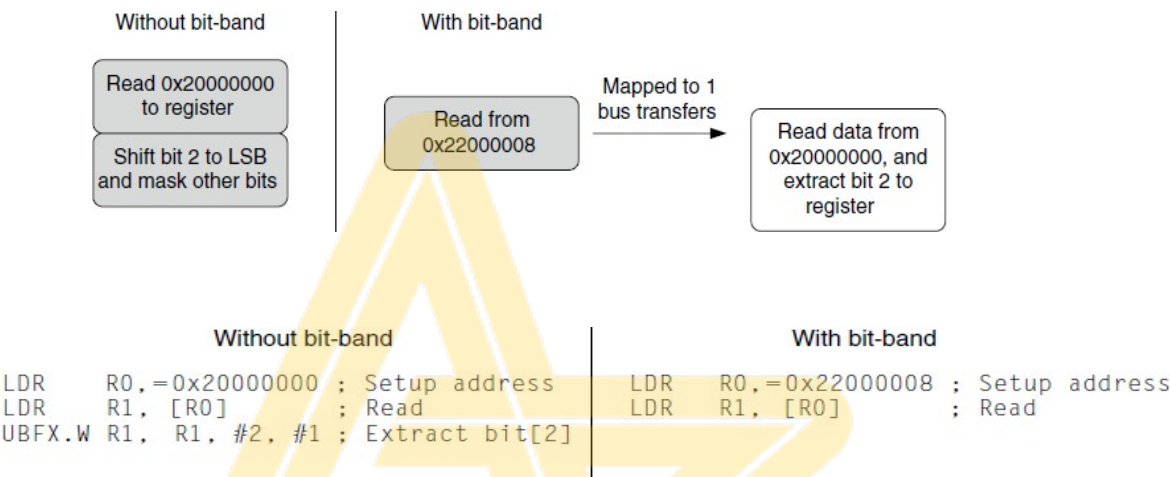 Without bit-band
With bit-band
Read 0x20000000
to register
Shift bit 2 to LSB
and mask other bits
Read from
0x22000008
Mapped to 1
bus transfers
Read data from
0x20000000, and
extract bit 2 to
register
Without bit-band
LDR R0,=0x20000000 ; Setup address
LDR R1, [R0] ; Read
UBFX.W R1, R1, #2, #1 ; Extract bit[2]
With bit-band
LDR R0,=0x22000008 ; Setup address
LDR R1, [R0] ; Read